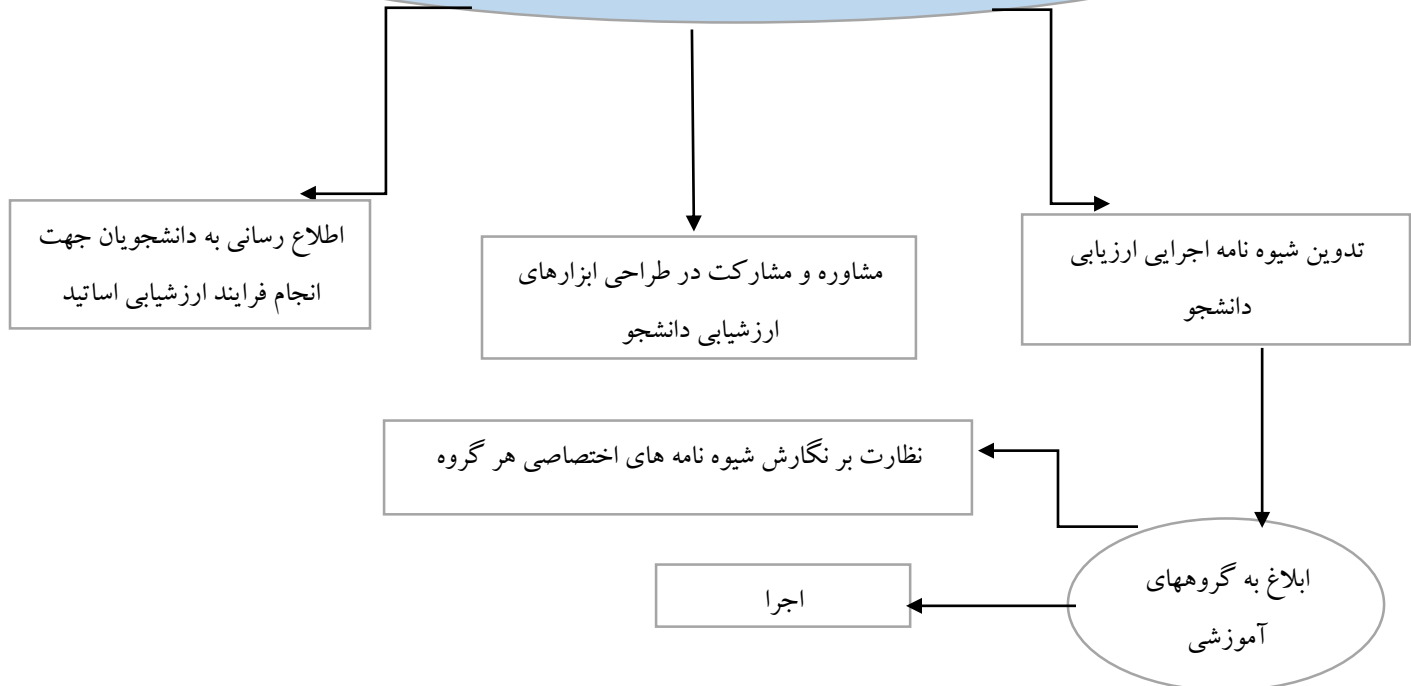 تدوین شیوه نامه اجرایی ارزیابی
دانشجو
مشاوره و مشارکت در طراحی ابزارهای
ارزشیابی دانشجو
اطلاع رسانی به دانشجویان جهت
انجام فرایند ارزشیابی اساتید
نظارت بر نگارش شیوه نامه های اختصاصی هر گروه
ابلاغ به گروههای
آموزشی
اجرا